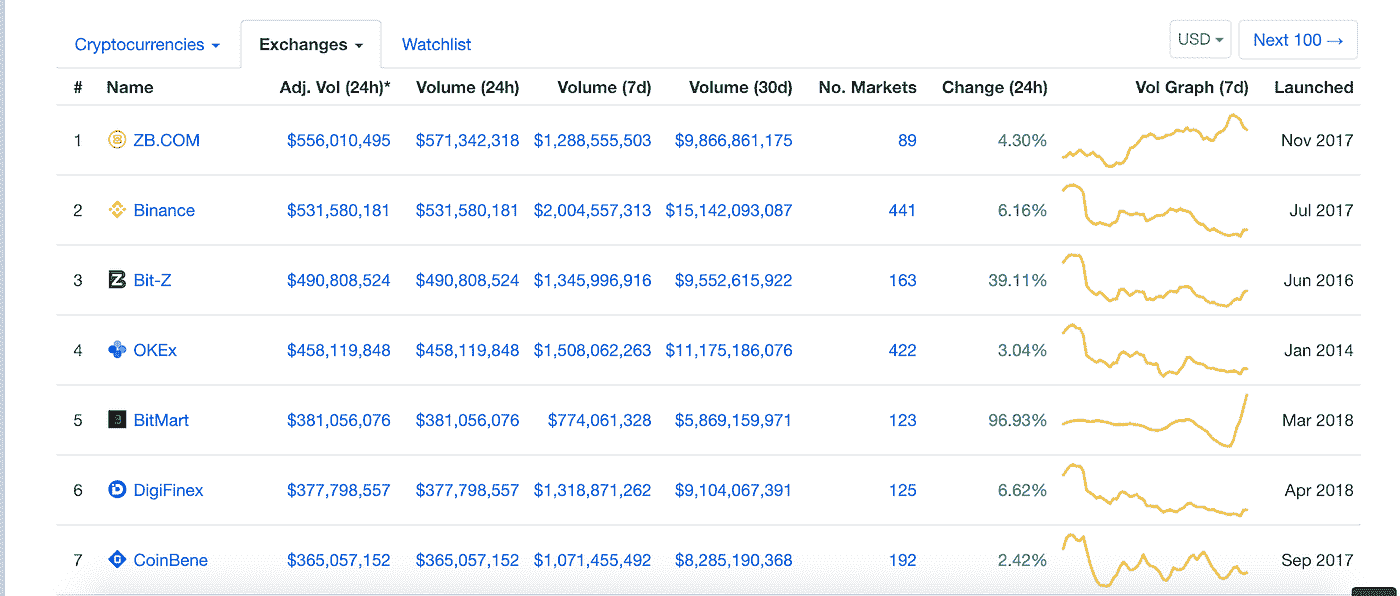 Cryptocurrencies Exchanges Watchlist USD Next 100 →
# Name Adj. Vol (24h)* Volume (24h) Volume (7d) Volume (30d) No. Markets Change (24h) Vol Graph (7d) Launched
1 ZB.COM $556,010,495 $571,342,318 $1,288,555,503 $9,866,861,175 89 4.30% Nov 2017
2 Binance $531,580,181 $531,580,181 $2,004,557,313 $15,142,093,087 441 6.16% Jul 2017
3 Bit-Z $490,808,524 $490,808,524 $1,345,996,916 $9,552,615,922 163 39.11% Jun 2016
4 OKEx $458,119,848 $458,119,848 $1,508,062,263 $11,175,186,076 422 3.04% Jan 2014
5 BitMart $381,056,076 $381,056,076 $774,061,328 $5,869,159,971 123 96.93% Mar 2018
6 DigiFinex $377,798,557 $377,798,557 $1,318,871,262 $9,104,067,391 125 6.62% Apr 2018
7 CoinBene $365,057,152 $365,057,152 $1,071,455,492 $8,285,190,368 192 2.42% Sep 2017